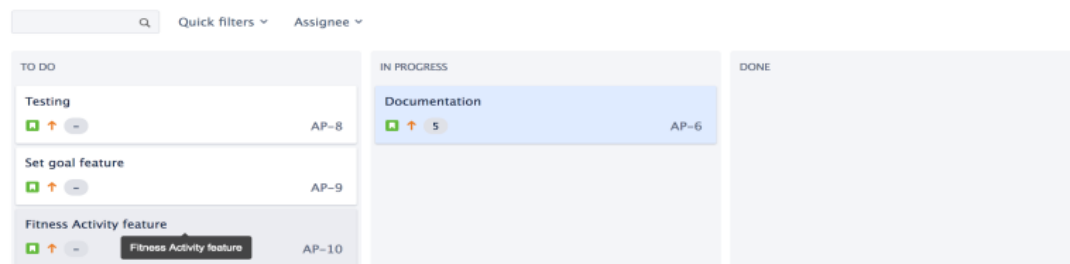 Quick filters Assignee
TO DO
Testing
- AP-8
Set goal feature
- AP-9
Fitness Activity feature
Fitness Activity feature
- AP-10
IN PROGRESS
Documentation
5 AP-6
DONE